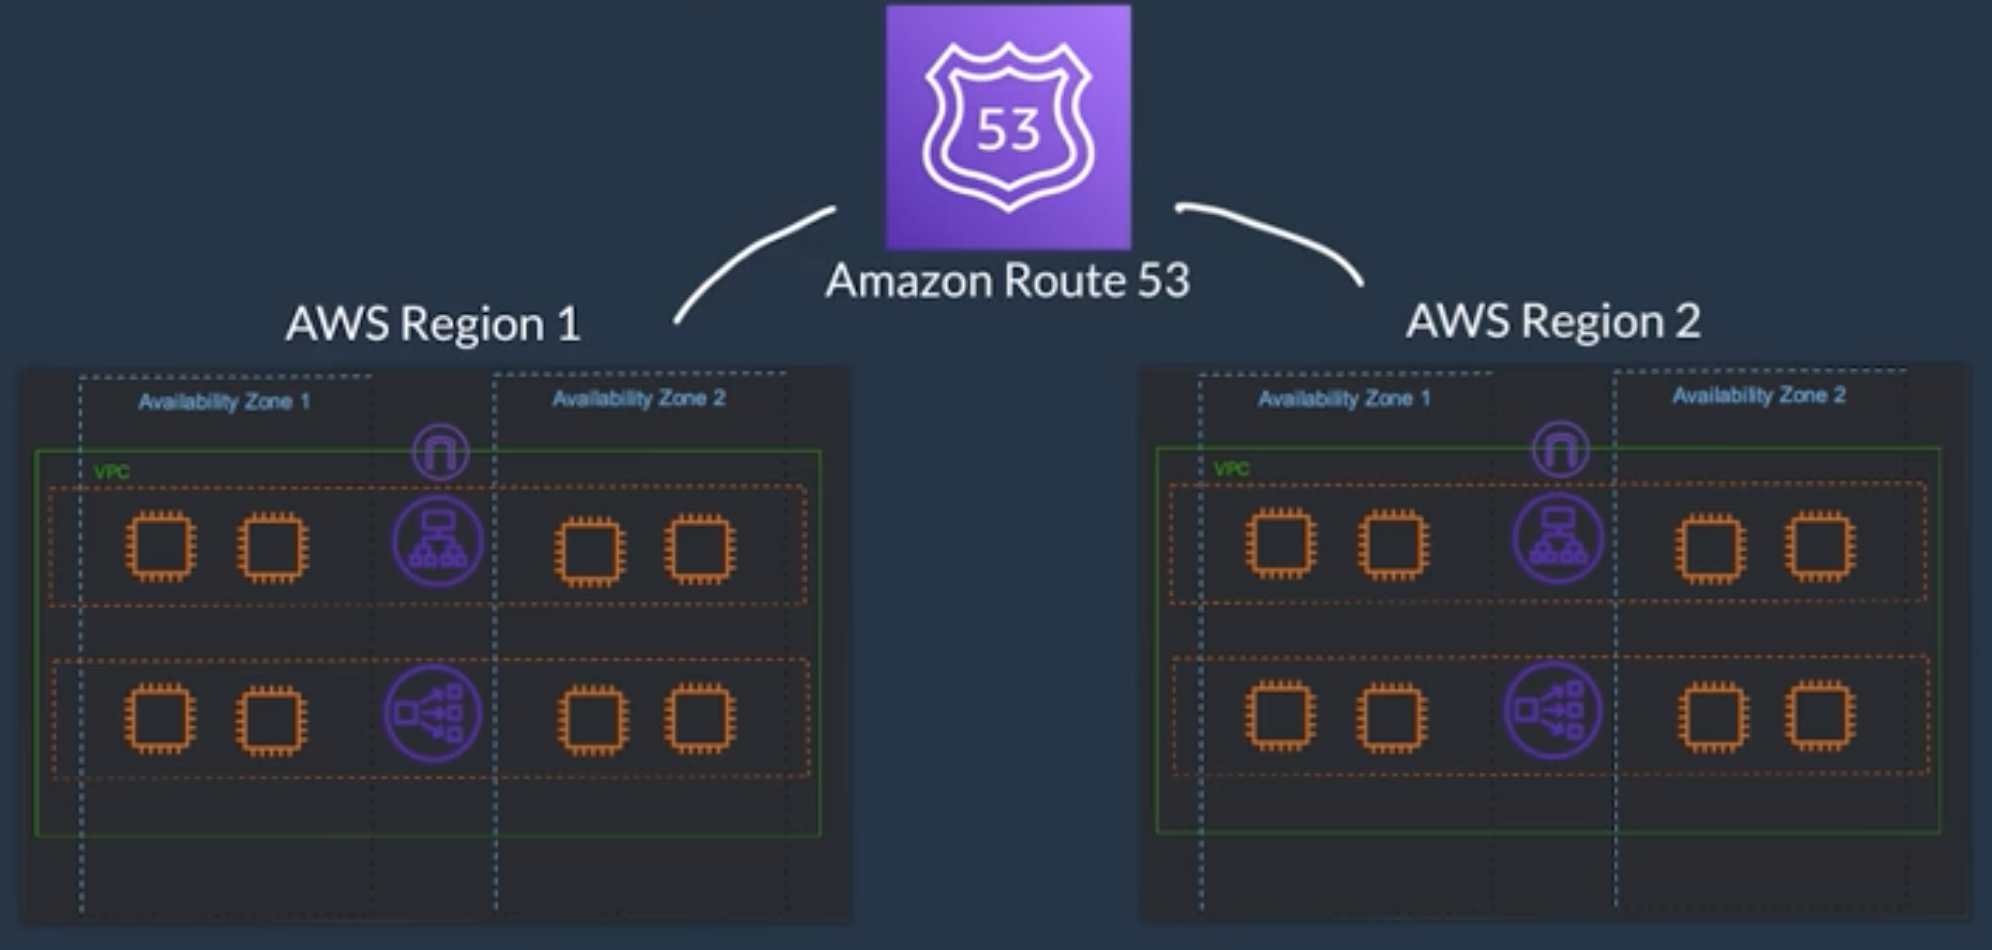 53
Amazon Route 53
AWS Region 1
AWS Region 2
Availability Zone 1
Availability Zone 2
VPC
Availability Zone 1
Availability Zone 2
VPC